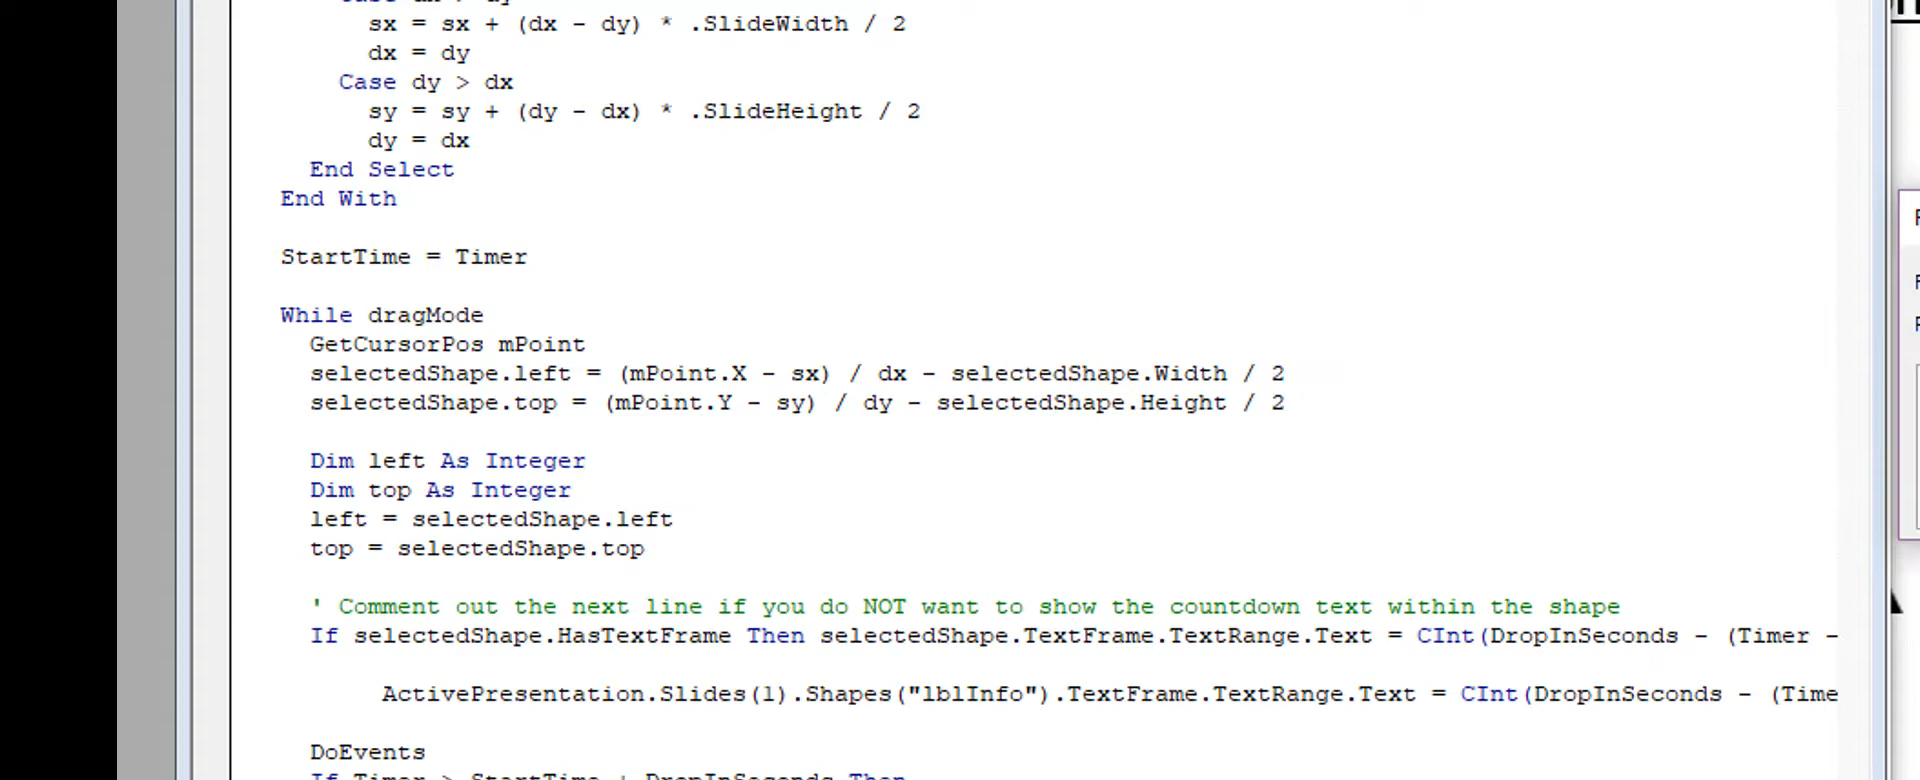 sx = sx + (dx - dy) * .SlideWidth / 2
dx = dy
Case dy > dx
sy = sy + (dy - dx) * .SlideHeight / 2
dy = dx
End Select
End With
StartTime = Timer
While dragMode
GetCursorPos mPoint
selectedShape.left = (mPoint.X - sx) / dx - selectedShape.Width / 2
selectedShape.top = (mPoint.Y - sy) / dy - selectedShape.Height / 2
Dim left As Integer
Dim top As Integer
left = selectedShape.left
top = selectedShape.top
' Comment out the next line if you do NOT want to show the countdown text within the shape
If selectedShape.HasTextFrame Then selectedShape.TextFrame.TextRange.Text = CInt(DropInSeconds - (Timer -
ActivePresentation.Slides(1).Shapes("lblInfo").TextFrame.TextRange.Text = CInt(DropInSeconds - (Time
DoEvents
If Timer > StartTime + DropInSeconds Then